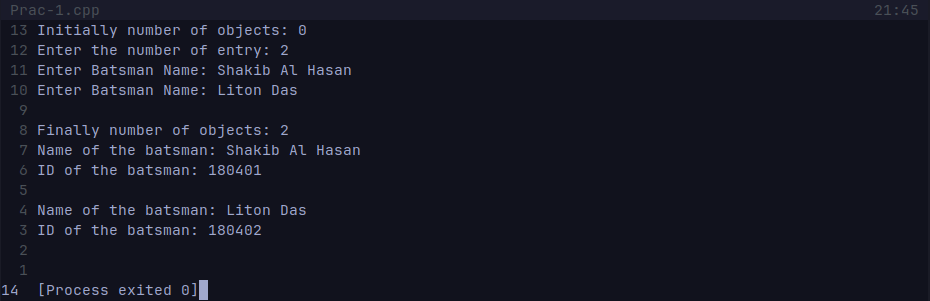 Prac-1.cpp 21:45
13 Initially number of objects: 0
12 Enter the number of entry: 2
11 Enter Batsman Name: Shakib Al Hasan
10 Enter Batsman Name: Liton Das
9
8 Finally number of objects: 2
7 Name of the batsman: Shakib Al Hasan
6 ID of the batsman: 180401
5
4 Name of the batsman: Liton Das
3 ID of the batsman: 180402
2
1
14 [Process exited 0]